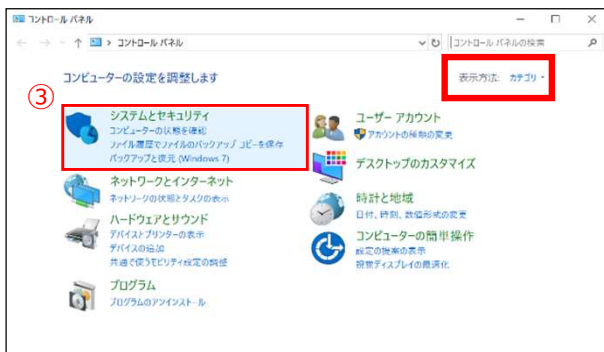 コントロール パネル
コントロール パネル
コントロール パネルの検索
コンピューターの設定を調整します
表示方法: カテゴリ
③
システムとセキュリティ
コンピューターの状態を確認
ファイル履歴でファイルのバックアップ コピーを保存
バックアップと復元 (Windows 7)
ネットワークとインターネット
ネットワークの状態とタスクの表示
ハードウェアとサウンド
デバイスとプリンターの表示
デバイスの追加
共通で使うモビリティ設定の調整
プログラム
プログラムのアンインストール
ユーザー アカウント
アカウントの種類の変更
デスクトップのカスタマイズ
時計と地域
日付、時刻、数値形式の変更
コンピューターの簡単操作
設定の提案の表示
視覚ディスプレイの最適化